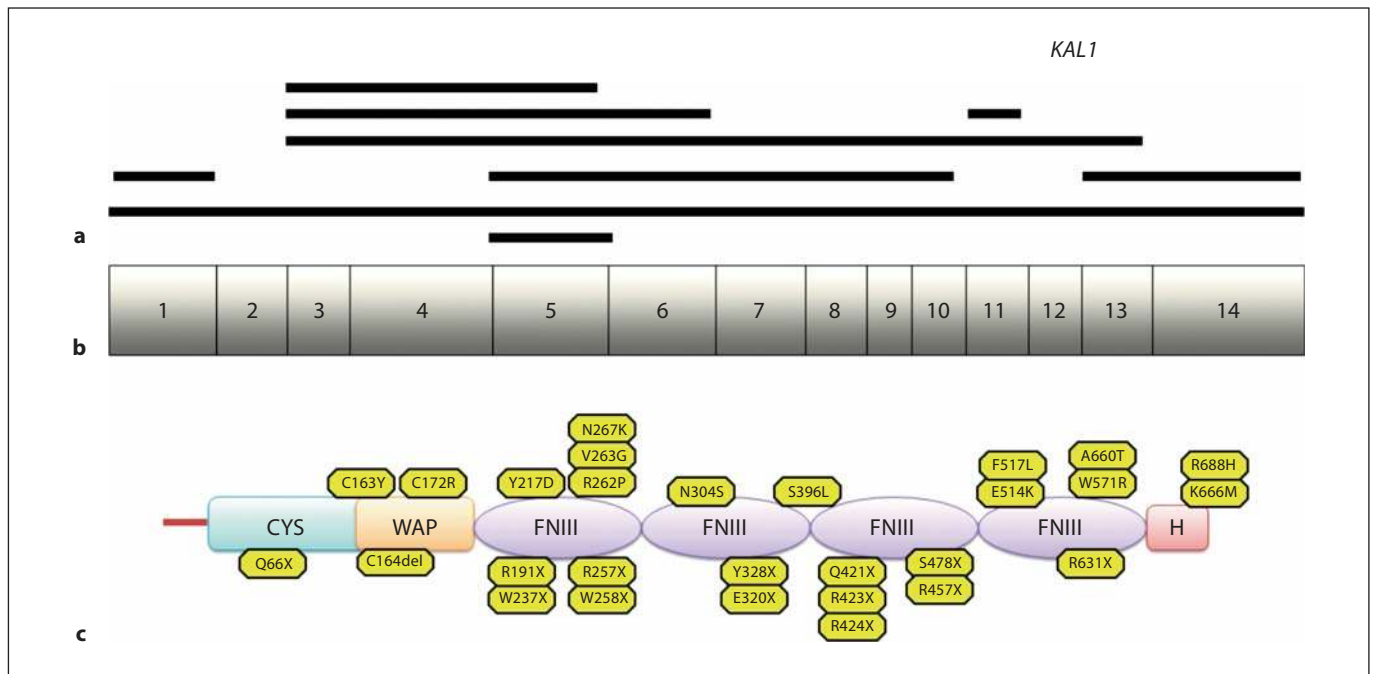 KAL1
a
1 2 3 4 5 6 7 8 9 10 11 12 13 14
b
N267K
V263G
R262P
C163Y C172R Y217D N304S S396L
F517L
E514K
A660T
W571R
R688H
K666M
CYS WAP FNIII FNIII FNIII FNIII H
Q66X C164del
R191X
W237X
R257X
W258X
Y328X
E320X
Q421X
R423X
R424X
S478X
R457X
R631X
c